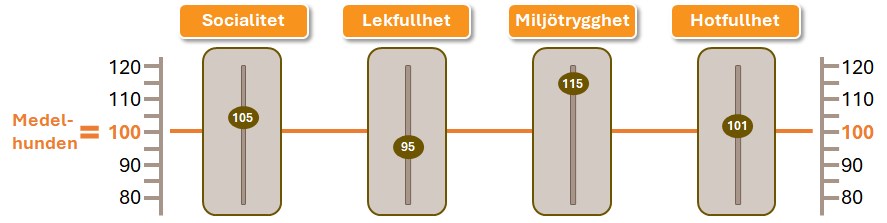 Socialitet Lekfullhet Miljötrygghet Hotfullhet
120 120
110 110
Medel-
hunden = 100 100
90 90
80 80
105 95 115 101